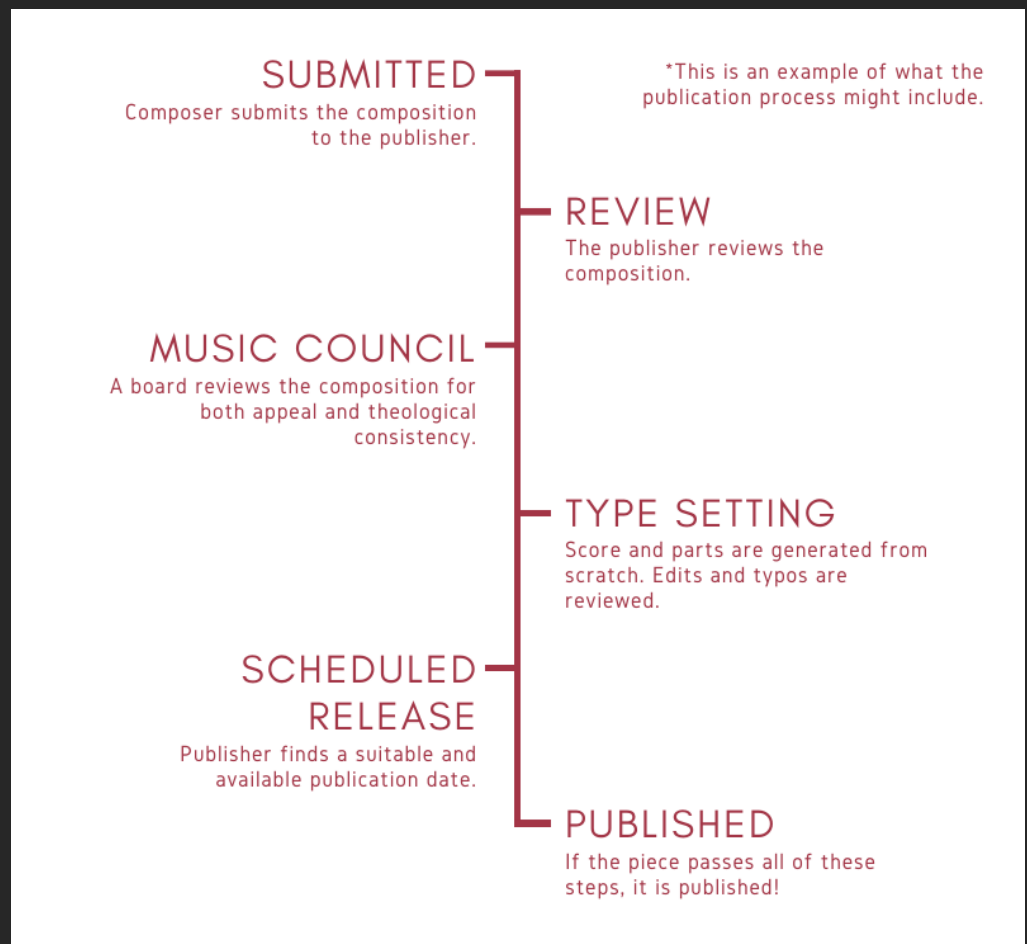 SUBMITTED
Composer submits the composition
to the publisher.
*This is an example of what the
publication process might include.
REVIEW
The publisher reviews the
composition.
MUSIC COUNCIL
A board reviews the composition for
both appeal and theological
consistency.
TYPE SETTING
Score and parts are generated from
scratch. Edits and typos are
reviewed.
SCHEDULED
RELEASE
Publisher finds a suitable and
available publication date.
PUBLISHED
If the piece passes all of these
steps, it is published!